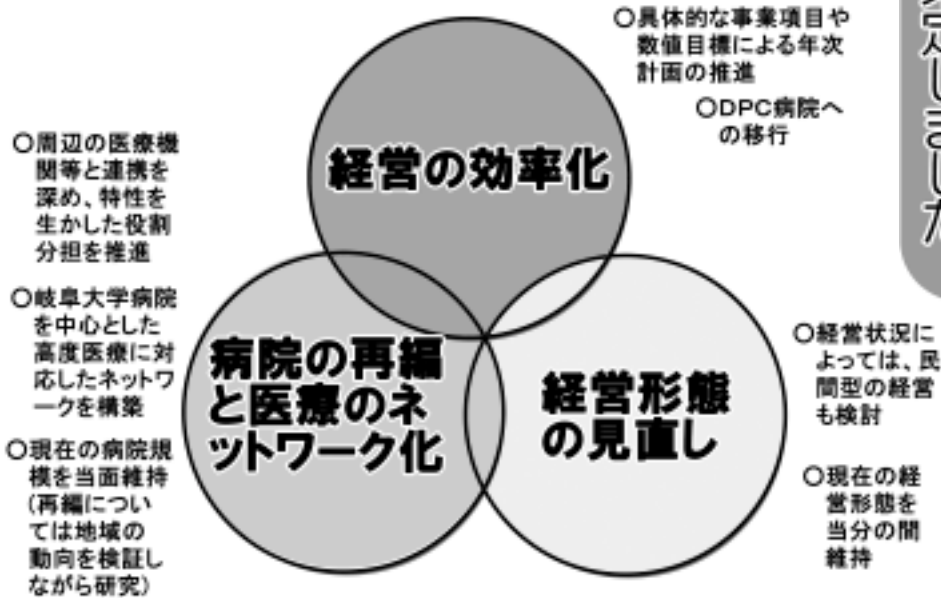 ○具体的な事業項目や
数値目標による年次
計画の推進
○DPC病院へ
の移行
経営の効率化
○周辺の医療機
関等と連携を
深め、特性を
生かした役割
分担を推進
○岐阜大学病院
を中心とした
高度医療に対
応したネットワ
ークを構築
○現在の病院規
模を当面維持
(再編につい
ては地域の
動向を検証し
ながら研究)
病院の再編
と医療のネ
ットワーク化
経営形態
の見直し
○経営状況に
よっては、民
間型の経営
も検討
○現在の経
営形態を
当分の間
維持
定しました